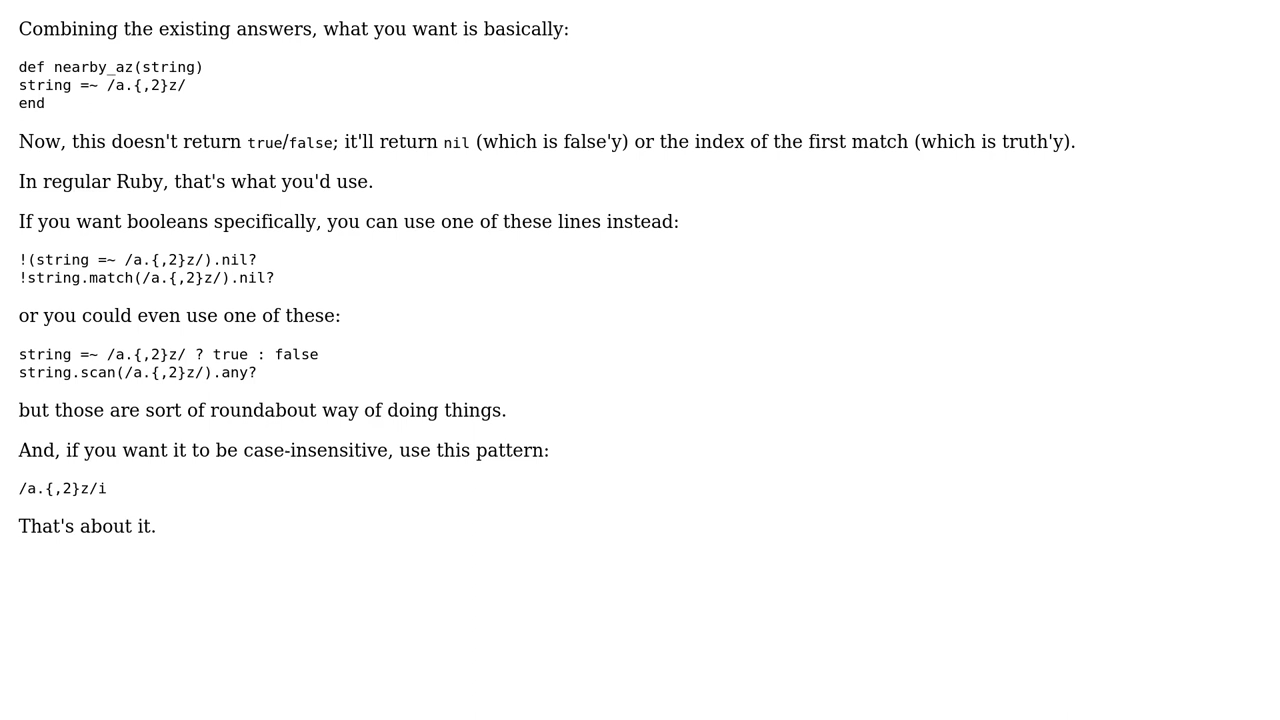 Combining the existing answers, what you want is basically:
def nearby_az(string)
string =~ /a.{,2}z/
end
Now, this doesn't return true/false; it'll return nil (which is false'y) or the index of the first match (which is truth'y).
In regular Ruby, that's what you'd use.
If you want booleans specifically, you can use one of these lines instead:
!(string =~ /a.{,2}z/).nil?
!string.match(/a.{,2}z/).nil?
or you could even use one of these:
string =~ /a.{,2}z/ ? true : false
string.scan(/a.{,2}z/).any?
but those are sort of roundabout way of doing things.
And, if you want it to be case-insensitive, use this pattern:
/a.{,2}z/i
That's about it.